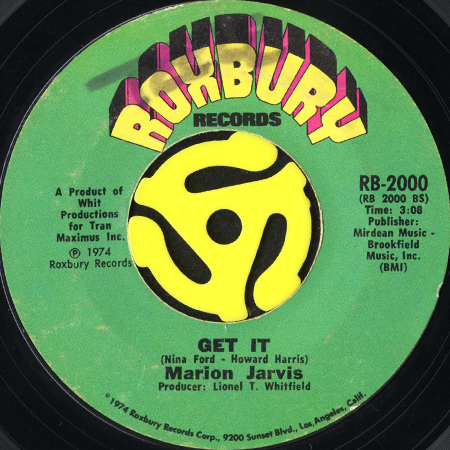 ROXBURY
RECORDS
A Product of
Whit
Productions
for Tran
Maximus Inc.
Ⓟ 1974
Roxbury Records
RB-2000
(RB 2000 BS)
Time: 3:08
Publisher:
Mirdean Music -
Brookfield
Music, Inc.
(BMI)
GET IT
(Nina Ford - Howard Harris)
Marion Jarvis
Producer: Lionel T. Whitfield
©1974 Roxbury Records Corp., 9200 Sunset Blvd., Los Angeles, Calif.